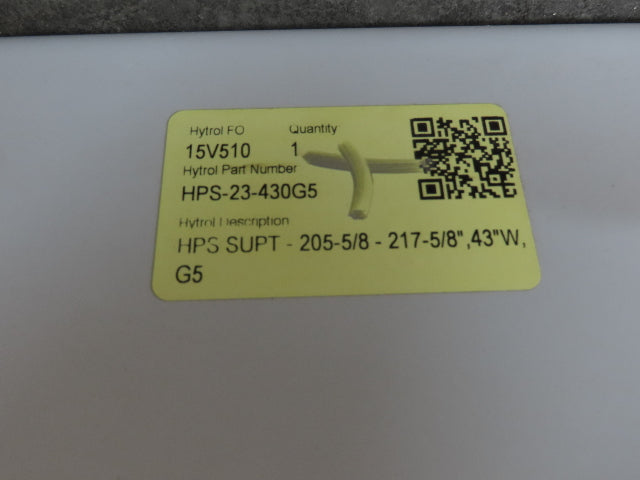 Hytrol FO Quantity
15V510 1
Hytrol Part Number
HPS-23-430G5
Hytrol Description
HPS SUPT - 205-5/8 - 217-5/8",43"W,
G5